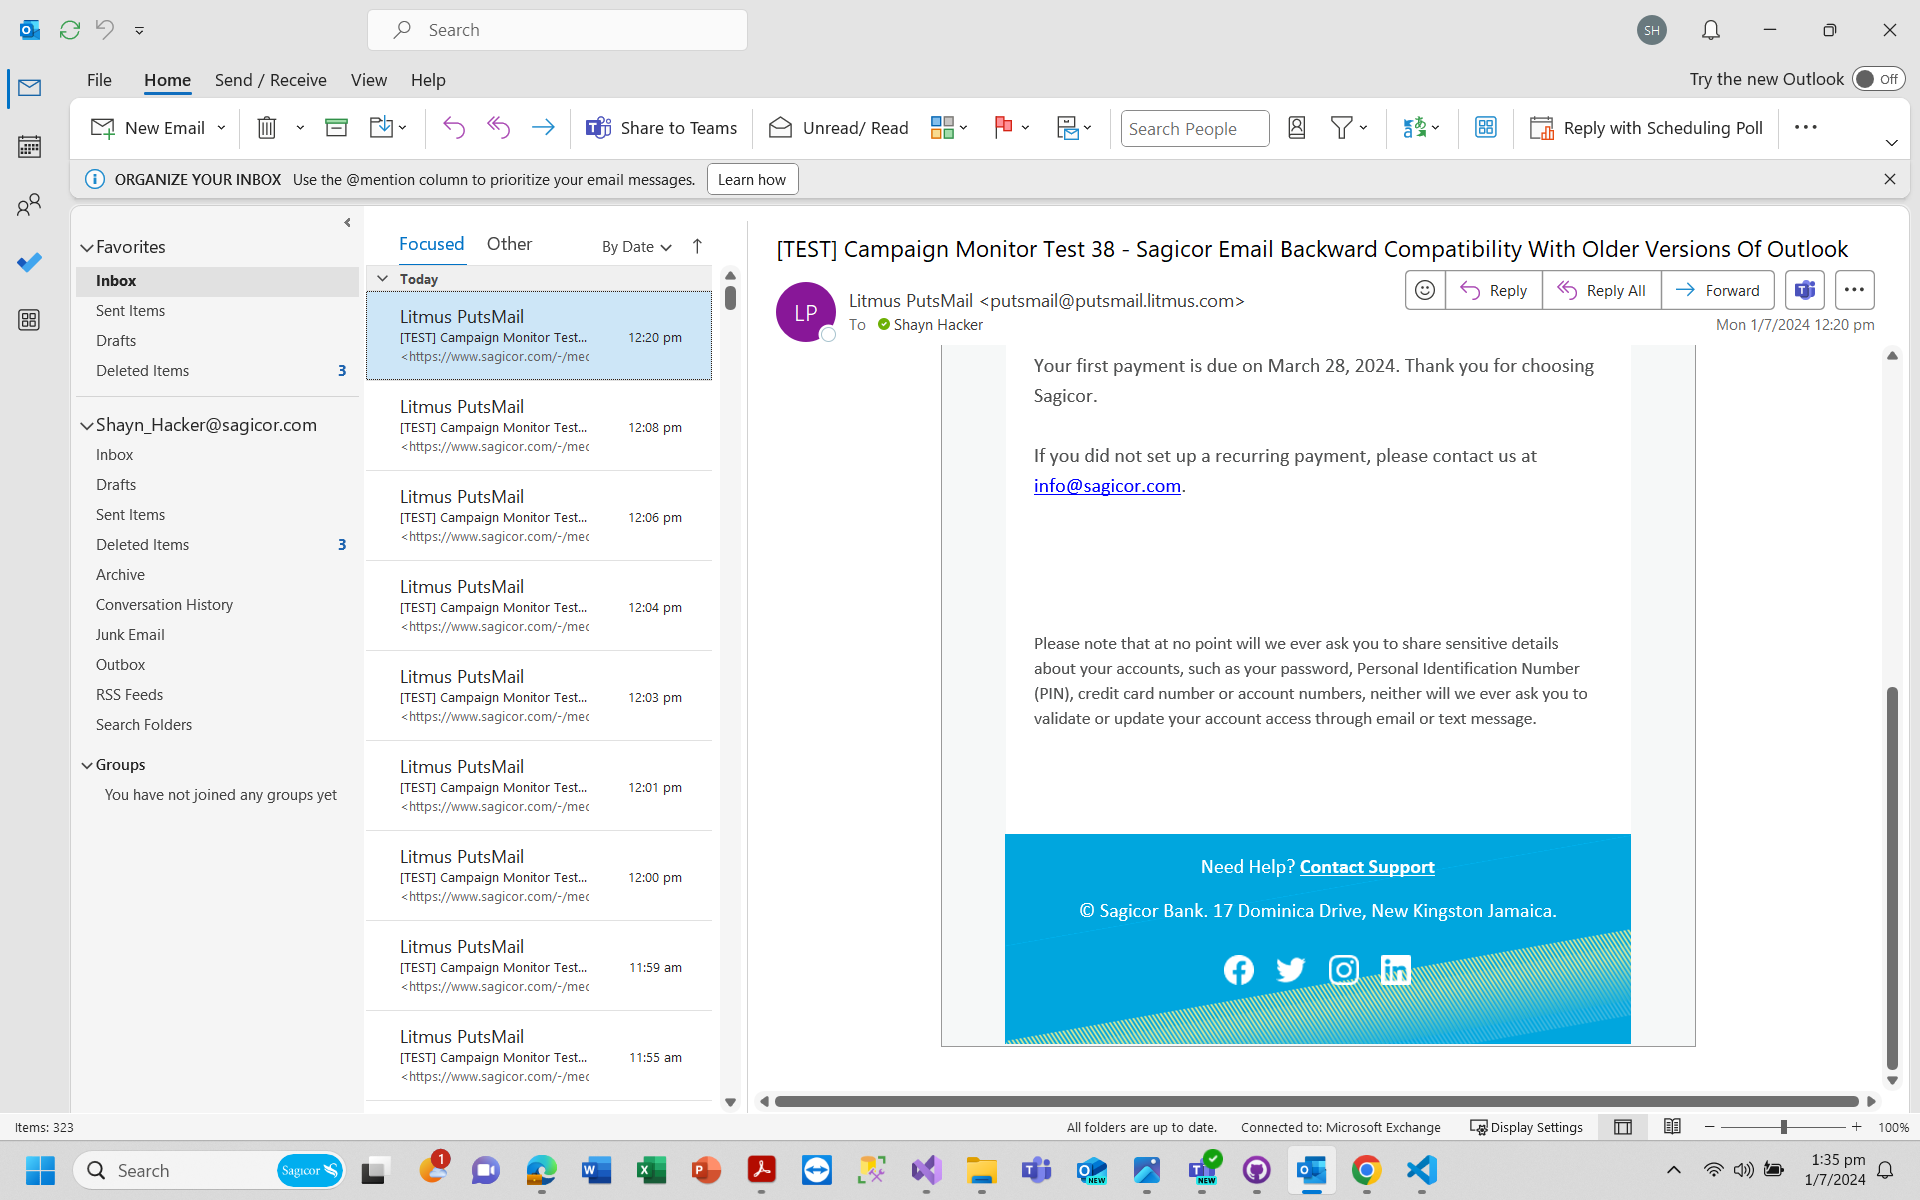 Search
SH
File
Home
Send / Receive
View
Help
Try the new Outlook
Off
New Email
Share to Teams
Unread/ Read
Search People
Reply with Scheduling Poll
ORGANIZE YOUR INBOX Use the @mention column to prioritize your email messages.
Learn how
Favorites
Inbox
Sent Items
Drafts
Deleted Items 3
Shayn_Hacker@sagicor.com
Inbox
Drafts
Sent Items
Deleted Items 3
Archive
Conversation History
Junk Email
Outbox
RSS Feeds
Search Folders
Groups
You have not joined any groups yet
Focused
Other
By Date
Today
Litmus PutsMail
[TEST] Campaign Monitor Test... 12:20 pm
<https://www.sagicor.com/-/med
Litmus PutsMail
[TEST] Campaign Monitor Test... 12:08 pm
<https://www.sagicor.com/-/med
Litmus PutsMail
[TEST] Campaign Monitor Test... 12:06 pm
<https://www.sagicor.com/-/med
Litmus PutsMail
[TEST] Campaign Monitor Test... 12:04 pm
<https://www.sagicor.com/-/med
Litmus PutsMail
[TEST] Campaign Monitor Test... 12:03 pm
<https://www.sagicor.com/-/med
Litmus PutsMail
[TEST] Campaign Monitor Test... 12:01 pm
<https://www.sagicor.com/-/med
Litmus PutsMail
[TEST] Campaign Monitor Test... 12:00 pm
<https://www.sagicor.com/-/med
Litmus PutsMail
[TEST] Campaign Monitor Test... 11:59 am
<https://www.sagicor.com/-/med
Litmus PutsMail
[TEST] Campaign Monitor Test... 11:55 am
<https://www.sagicor.com/-/med
[TEST] Campaign Monitor Test 38 - Sagicor Email Backward Compatibility With Older Versions Of Outlook
LP
Litmus PutsMail <putsmail@putsmail.litmus.com>
To Shayn Hacker
Reply
Reply All
Forward
Mon 1/7/2024 12:20 pm
Your first payment is due on March 28, 2024. Thank you for choosing
Sagicor.
If you did not set up a recurring payment, please contact us at
info@sagicor.com.
Please note that at no point will we ever ask you to share sensitive details
about your accounts, such as your password, Personal Identification Number
(PIN), credit card number or account numbers, neither will we ever ask you to
validate or update your account access through email or text message.
Need Help? Contact Support
© Sagicor Bank. 17 Dominica Drive, New Kingston Jamaica.
Items: 323
All folders are up to date.
Connected to: Microsoft Exchange
Display Settings
100%
Search
Sagicor
1
NEW
NEW
1:35 pm
1/7/2024